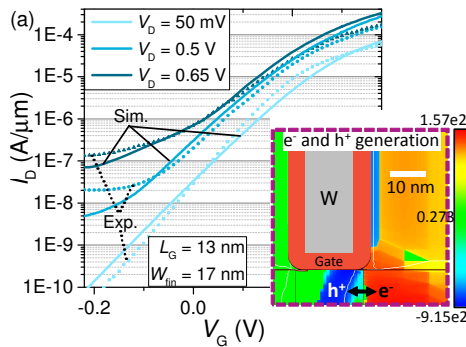 (a)
V_D = 50 mV
V_D = 0.5 V
V_D = 0.65 V
1E-4
1E-5
1E-6
1E-7
1E-8
1E-9
1E-10
I_D (A/μm)
Sim.
Exp.
L_G = 13 nm
W_fin = 17 nm
-0.2
0.0
V_G (V)
e⁻ and h⁺ generation
10 nm
W
Gate
h⁺
e⁻
1.57e2
0.273
-9.15e2